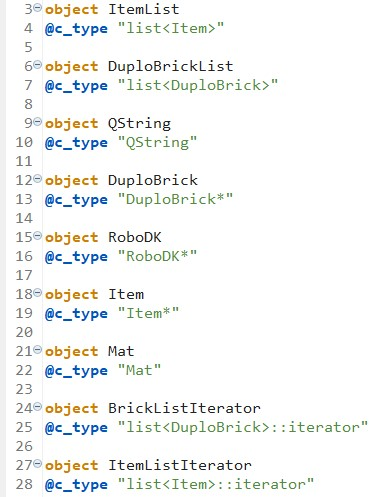 3 object ItemList
4 @c_type "list<Item>"
5
6 object DuploBrickList
7 @c_type "list<DuploBrick>"
8
9 object QString
10 @c_type "QString"
11
12 object DuploBrick
13 @c_type "DuploBrick*"
14
15 object RoboDK
16 @c_type "RoboDK*"
17
18 object Item
19 @c_type "Item*"
20
21 object Mat
22 @c_type "Mat"
23
24 object BrickListIterator
25 @c_type "list<DuploBrick>::iterator"
26
27 object ItemListIterator
28 @c_type "list<Item>::iterator"